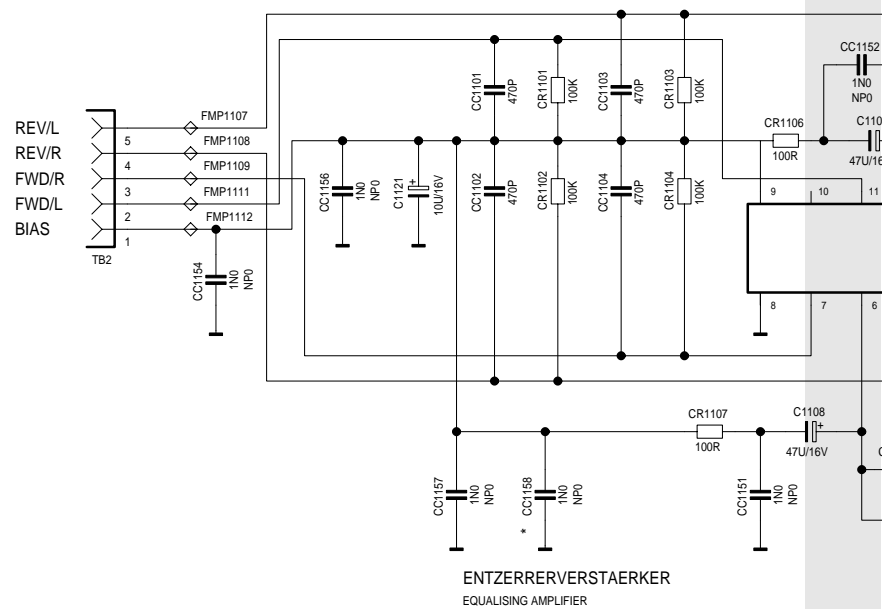 CC1152
1N0
NP0
CC1101
470P
CR1101
100K
CC1103
470P
CR1103
100K
FMP1107
REV/L
5
FMP1108
REV/R
4
FMP1109
FWD/R
3
FMP1111
FWD/L
2
FMP1112
BIAS
1
TB2
CR1106
100R
C110
47U/16
CC1156
1N0
NP0
C1121
+
10U/16V
CC1102
470P
CR1102
100K
CC1104
470P
CR1104
100K
9
10
11
CC1154
1N0
NP0
8
7
6
CR1107
100R
C1108
+
47U/16V
CC1157
1N0
NP0
CC1158
1N0
NP0
*
CC1151
1N0
NP0
ENTZERRERVERSTAERKER
EQUALISING AMPLIFIER